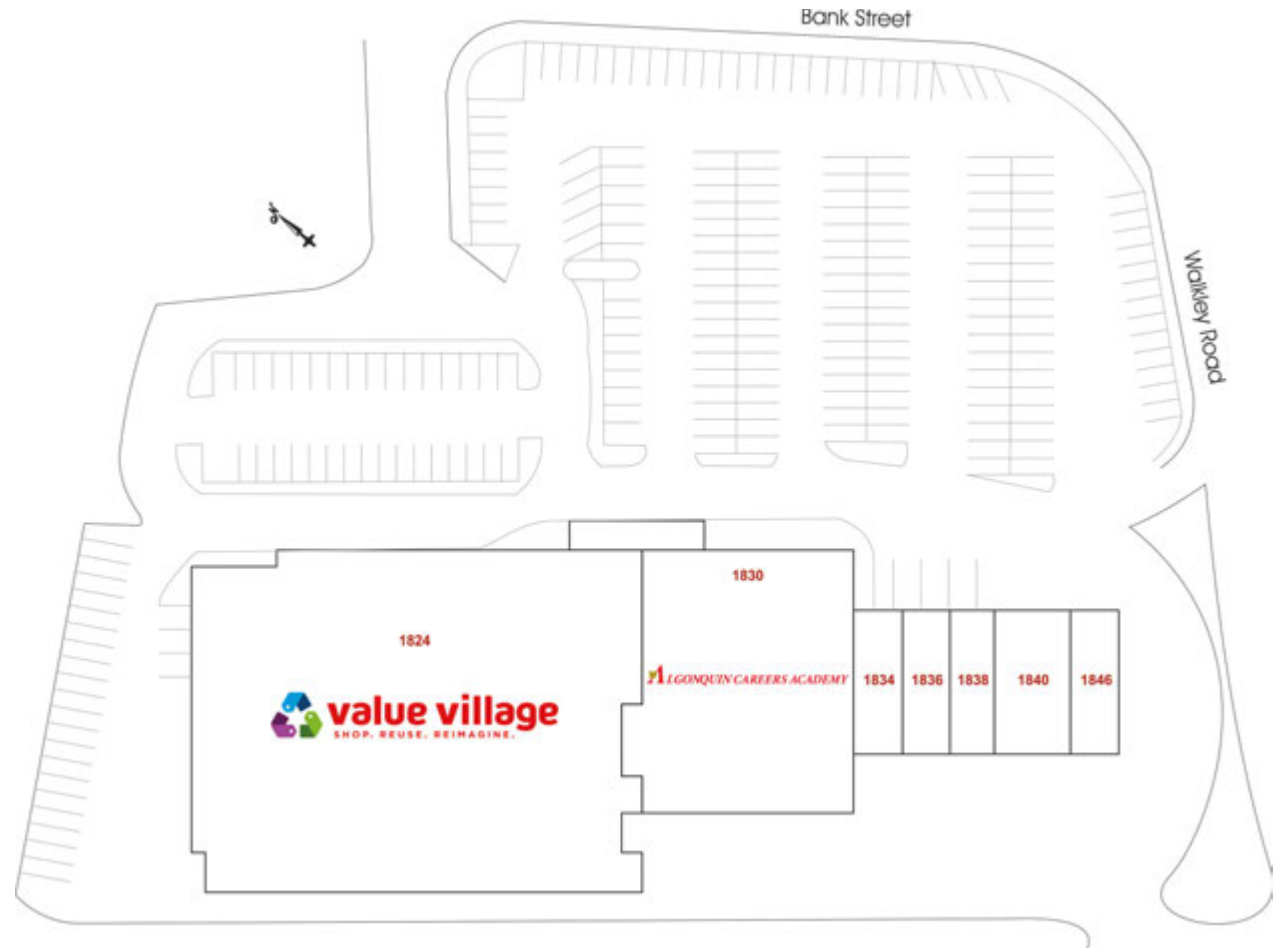 Bank Street
Walkley Road
1830
1824
ALGONQUIN CAREERS ACADEMY
1834
1836
1838
1840
1846
value village
SHOP. REUSE. REIMAGINE.